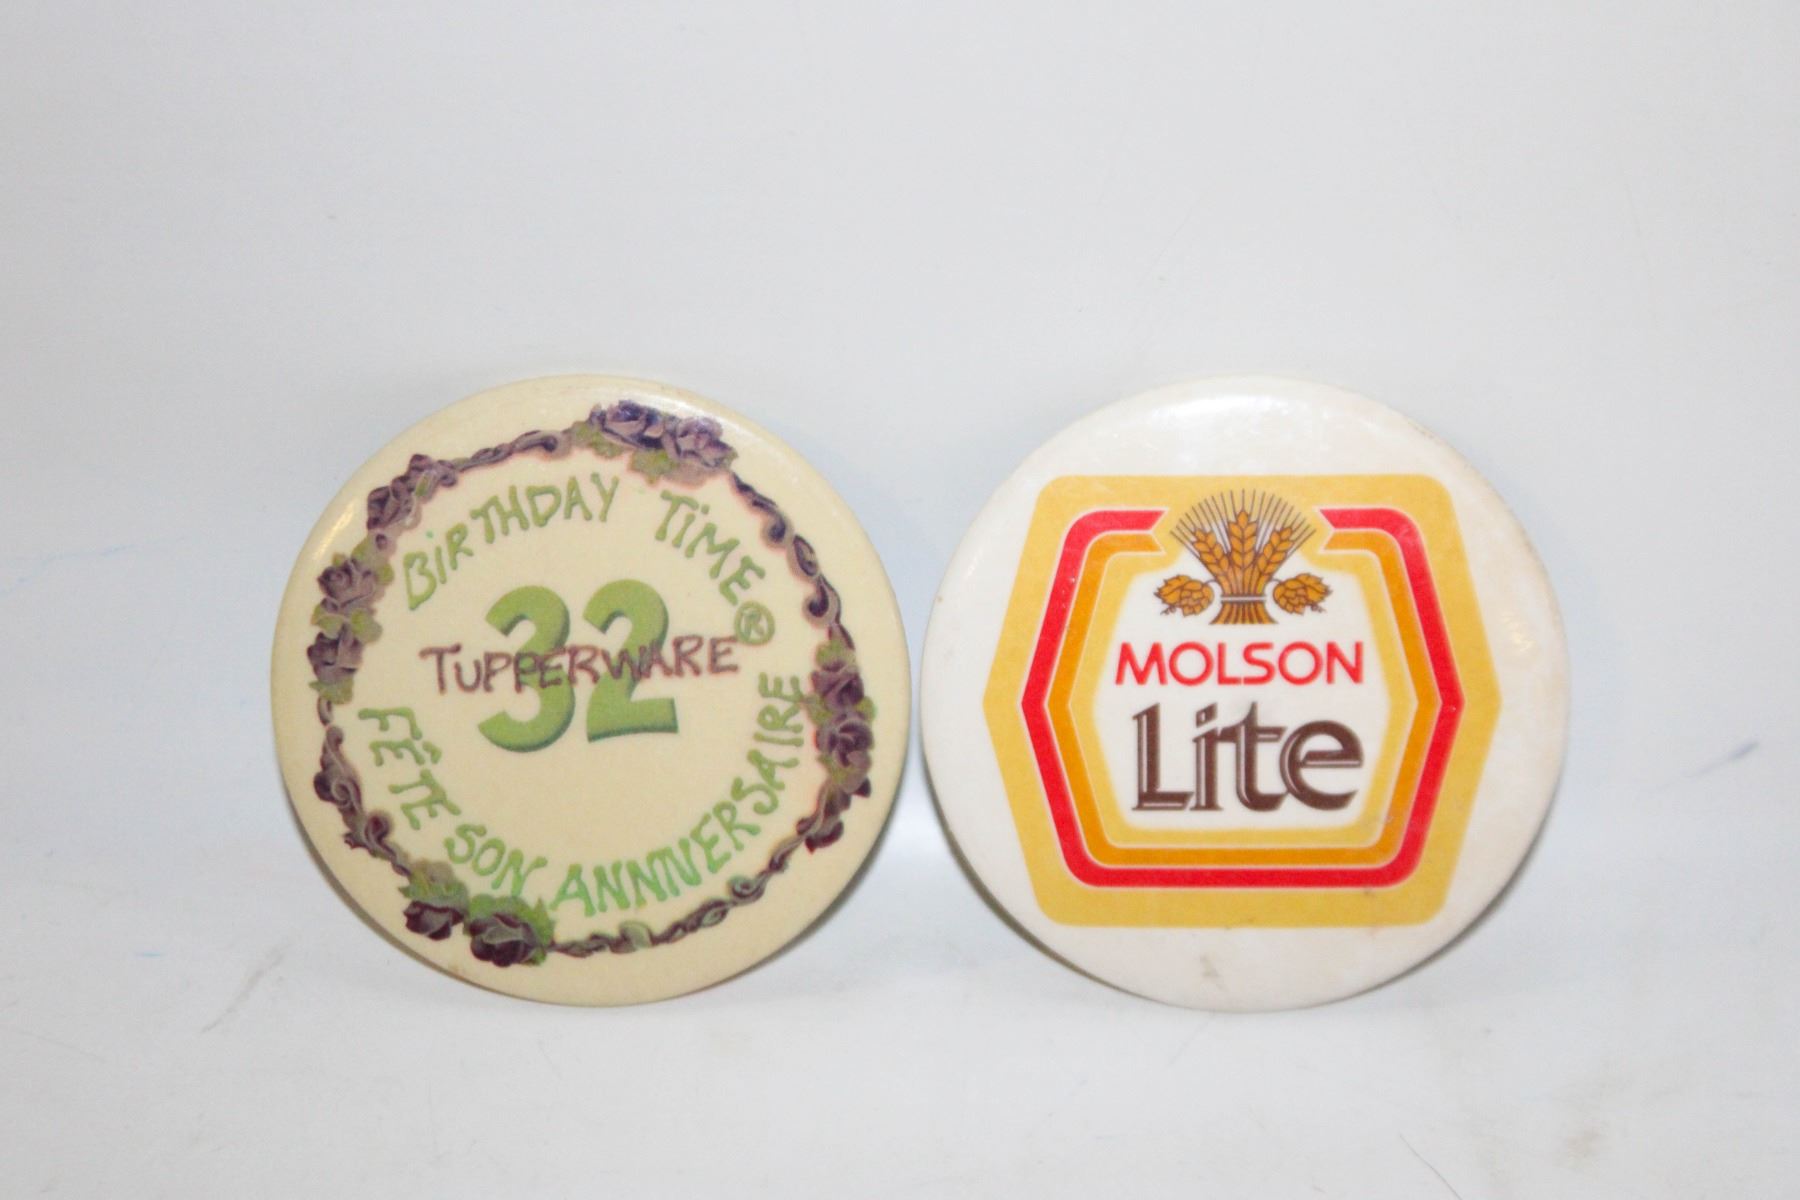 BiRTHDAY TiME
32
TUPPERWARE®
FÊTE SON ANNIVERSAIRE
MOLSON
Lite